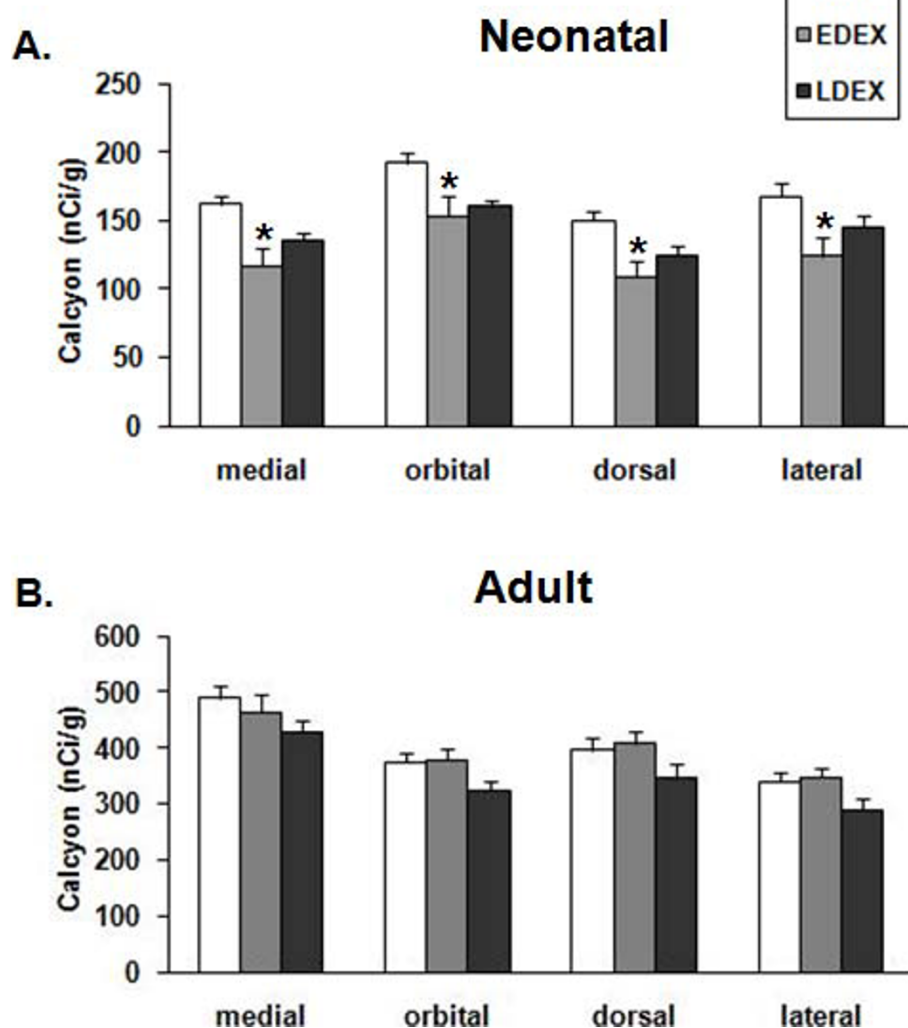 A.
Neonatal
EDEX
LDEX
Calcyon (nCi/g)
250
200
150
100
50
0
*
*
*
*
medial orbital dorsal lateral
B.
Adult
Calcyon (nCi/g)
600
500
400
300
200
100
0
medial orbital dorsal lateral